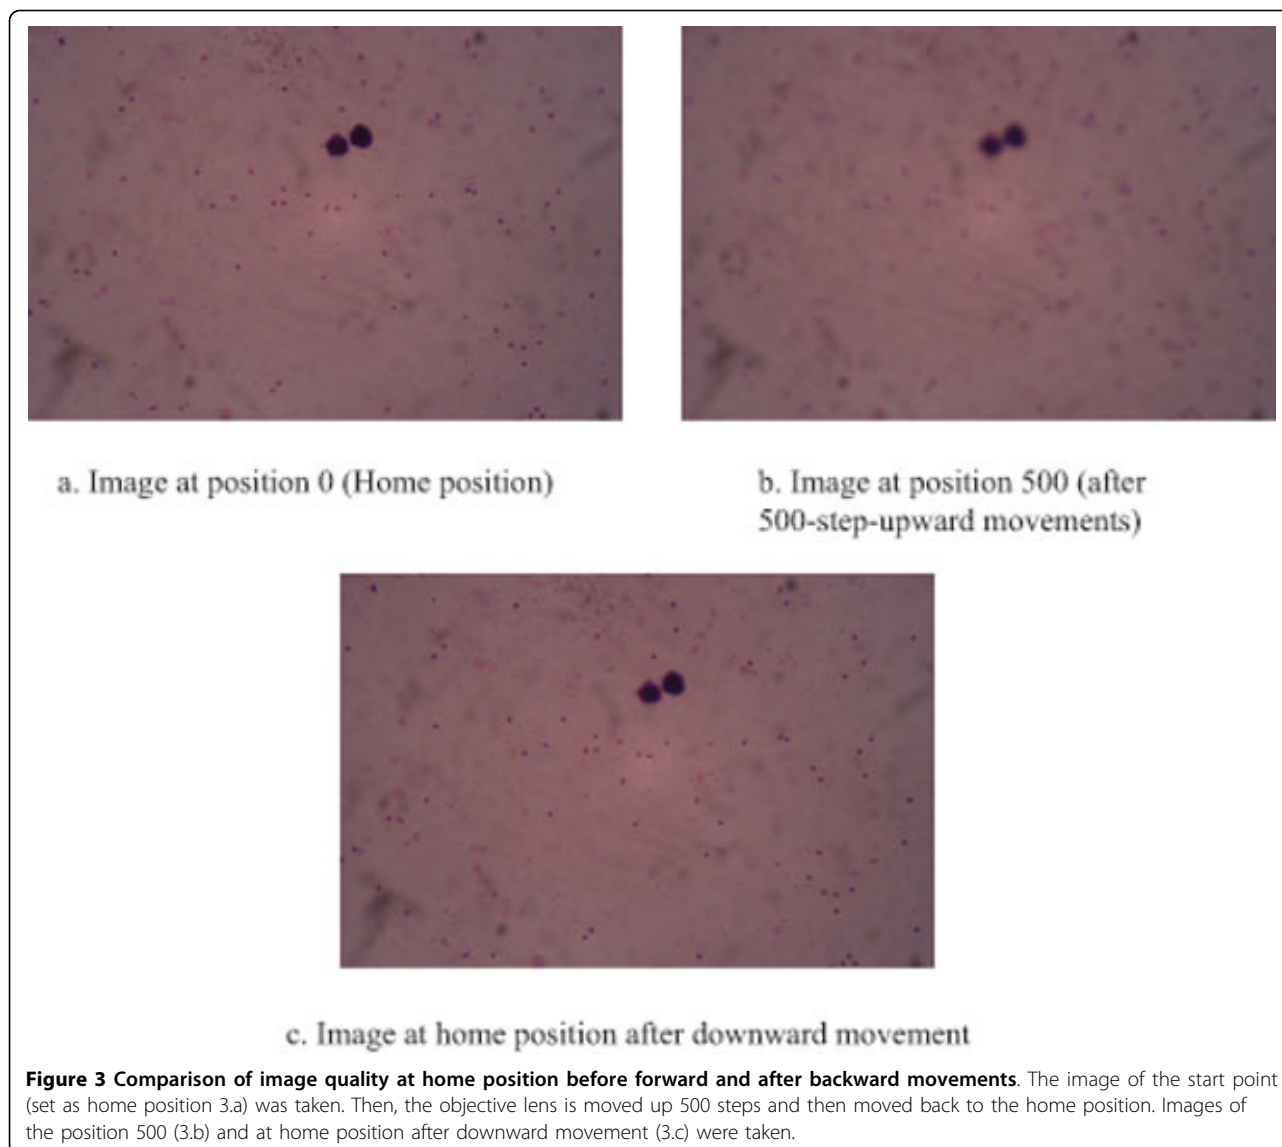 a. Image at position 0 (Home position)
b. Image at position 500 (after
500-step-upward movements)
c. Image at home position after downward movement
Figure 3 Comparison of image quality at home position before forward and after backward movements. The image of the start point
(set as home position 3.a) was taken. Then, the objective lens is moved up 500 steps and then moved back to the home position. Images of
the position 500 (3.b) and at home position after downward movement (3.c) were taken.